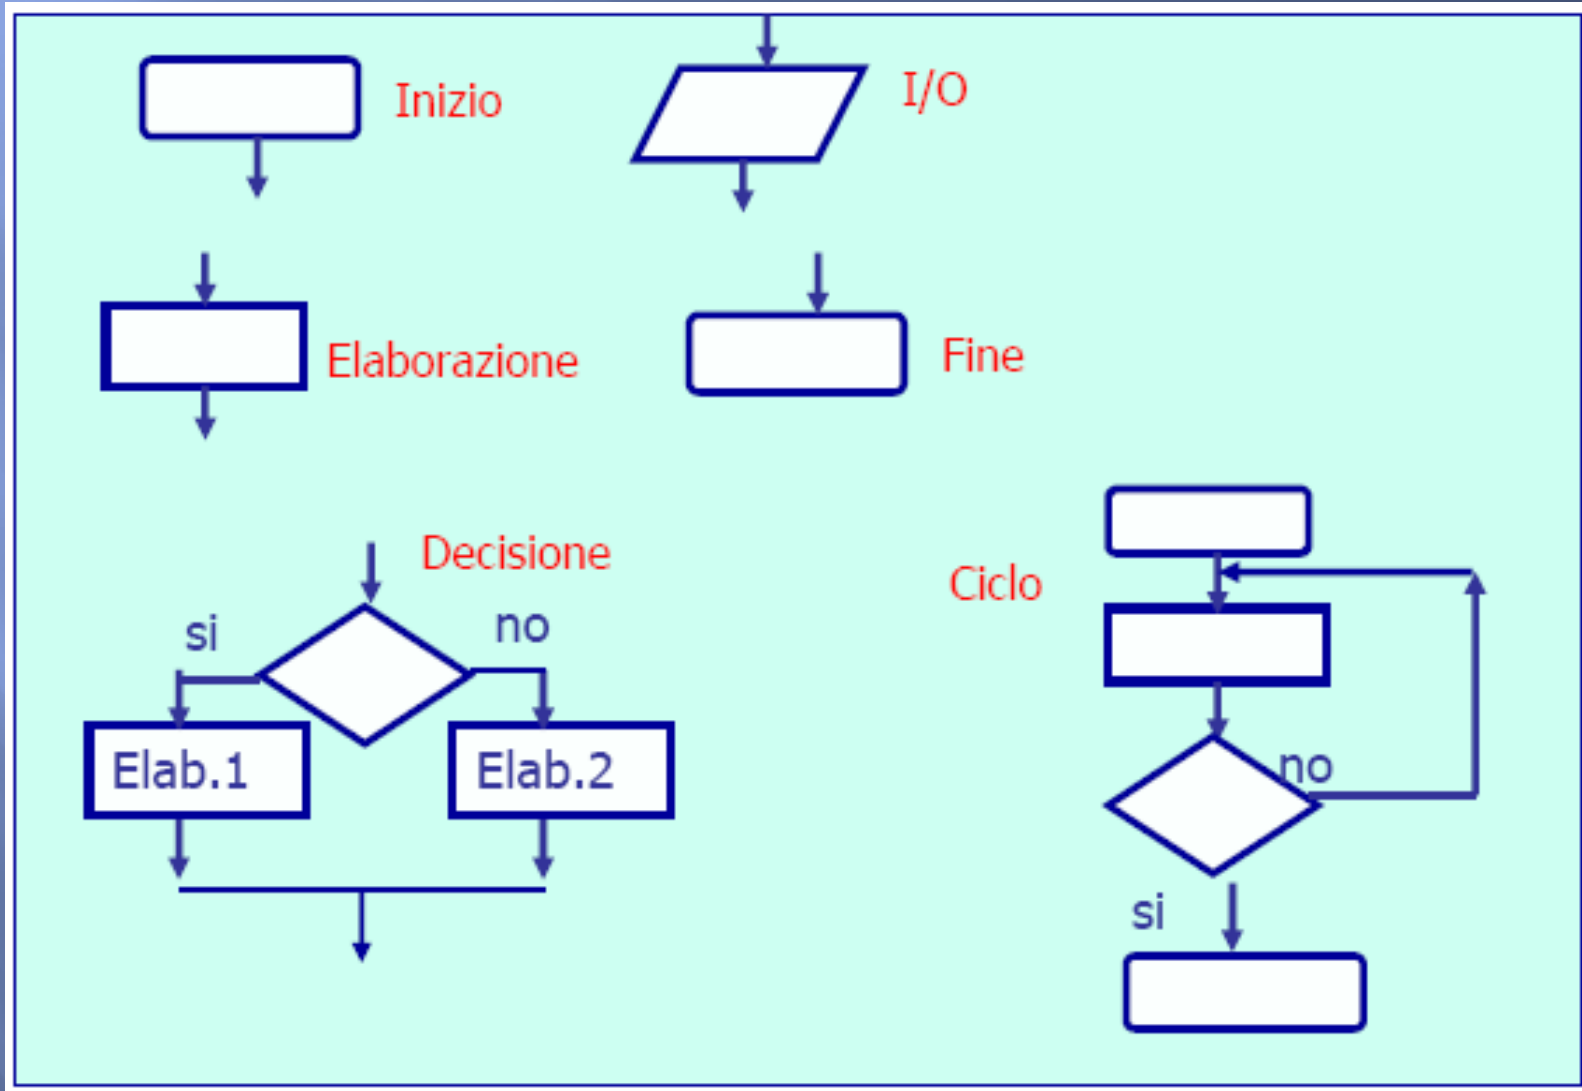 Inizio
I/O
Elaborazione
Fine
Decisione
si
no
Elab.1
Elab.2
Ciclo
no
si